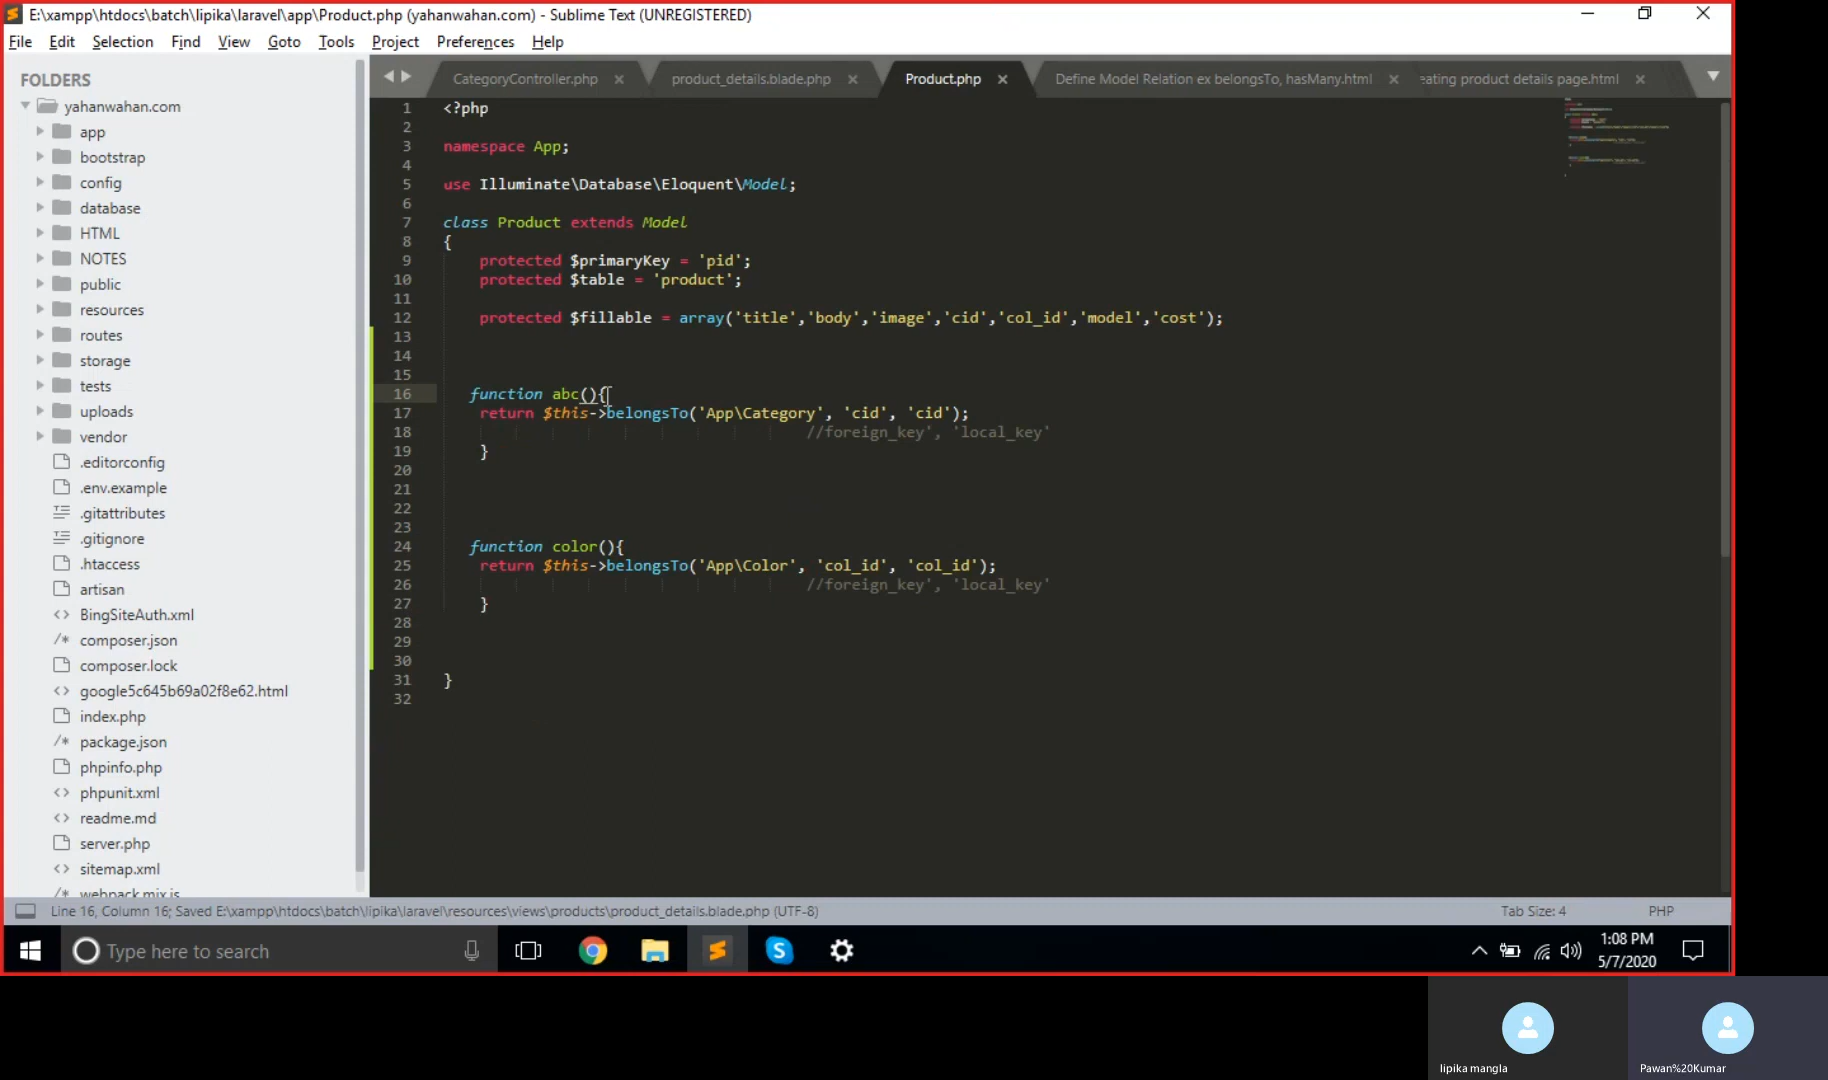 E:\xampp\htdocs\batch\lipika\laravel\app\Product.php (yahanwahan.com) - Sublime Text (UNREGISTERED)
File Edit Selection Find View Goto Tools Project Preferences Help
FOLDERS
yahanwahan.com
app
bootstrap
config
database
HTML
NOTES
public
resources
routes
storage
tests
uploads
vendor
.editorconfig
.env.example
.gitattributes
.gitignore
.htaccess
artisan
BingSiteAuth.xml
composer.json
composer.lock
google5c645b69a02f8e62.html
index.php
package.json
phpinfo.php
phpunit.xml
readme.md
server.php
sitemap.xml
webpack.mix.js
CategoryController.php × product_details.blade.php × Product.php × Define Model Relation ex belongsTo, hasMany.html × eating product details page.html ×
1 <?php
2
3 namespace App;
4
5 use Illuminate\Database\Eloquent\Model;
6
7 class Product extends Model
8 {
9 protected $primaryKey = 'pid';
10 protected $table = 'product';
11
12 protected $fillable = array('title','body','image','cid','col_id','model','cost');
13
14
15
16 function abc(){
17 return $this->belongsTo('App\Category', 'cid', 'cid');
18 //foreign_key', 'local_key'
19 }
20
21
22
23
24 function color(){
25 return $this->belongsTo('App\Color', 'col_id', 'col_id');
26 //foreign_key', 'local_key'
27 }
28
29
30
31 }
32
Line 16, Column 16; Saved E:\xampp\htdocs\batch\lipika\laravel\resources\views\products\product_details.blade.php (UTF-8) Tab Size: 4 PHP
Type here to search
1:08 PM
5/7/2020
lipika mangla
Pawan%20Kumar